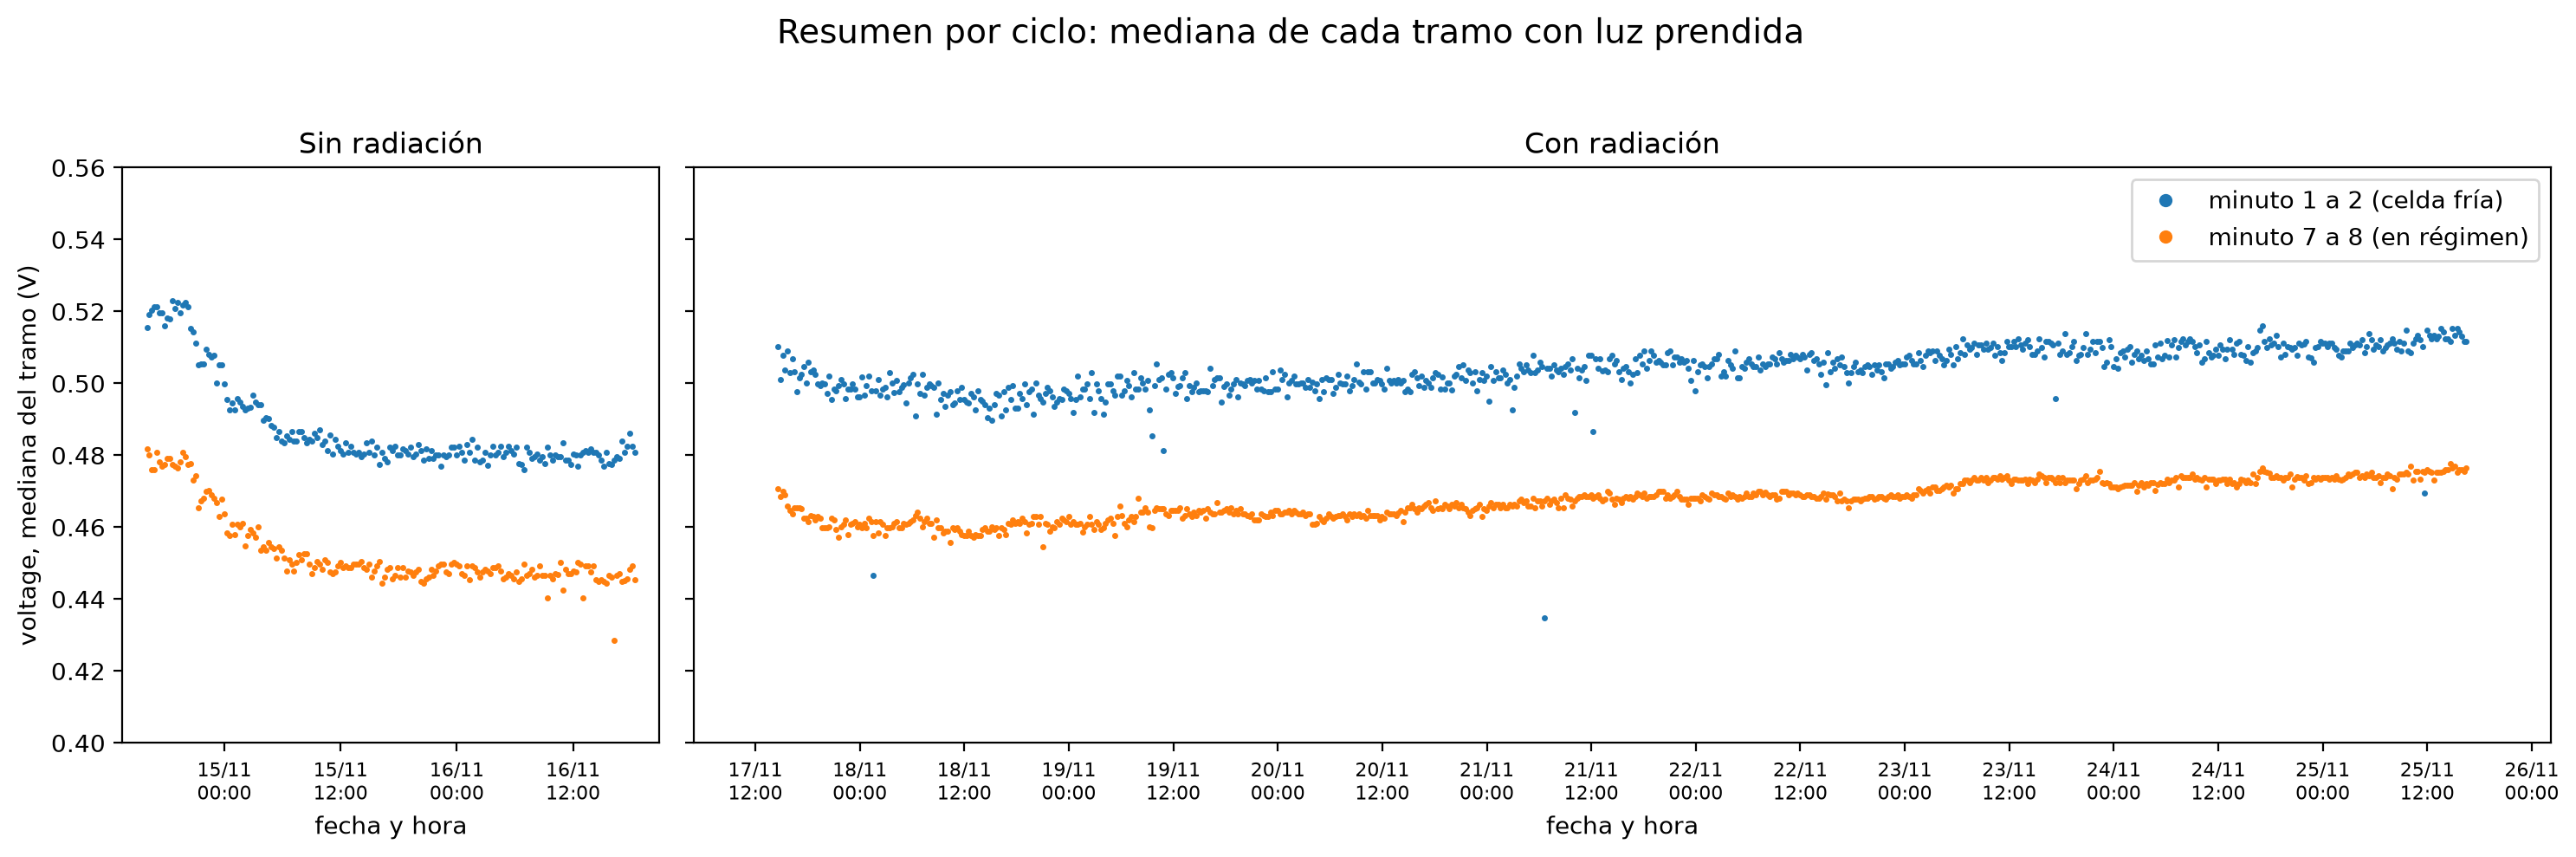 Resumen por ciclo: mediana de cada tramo con luz prendida
Sin radiación
Con radiación
voltage, mediana del tramo (V)
0.56
0.54
0.52
0.50
0.48
0.46
0.44
0.42
0.40
minuto 1 a 2 (celda fría)
minuto 7 a 8 (en régimen)
15/11 15/11 16/11 16/11
00:00 12:00 00:00 12:00
fecha y hora
17/11 18/11 18/11 19/11 19/11 20/11 20/11 21/11 21/11 22/11 22/11 23/11 23/11 24/11 24/11 25/11 25/11 26/11
12:00 00:00 12:00 00:00 12:00 00:00 12:00 00:00 12:00 00:00 12:00 00:00 12:00 00:00 12:00 00:00 12:00 00:00
fecha y hora